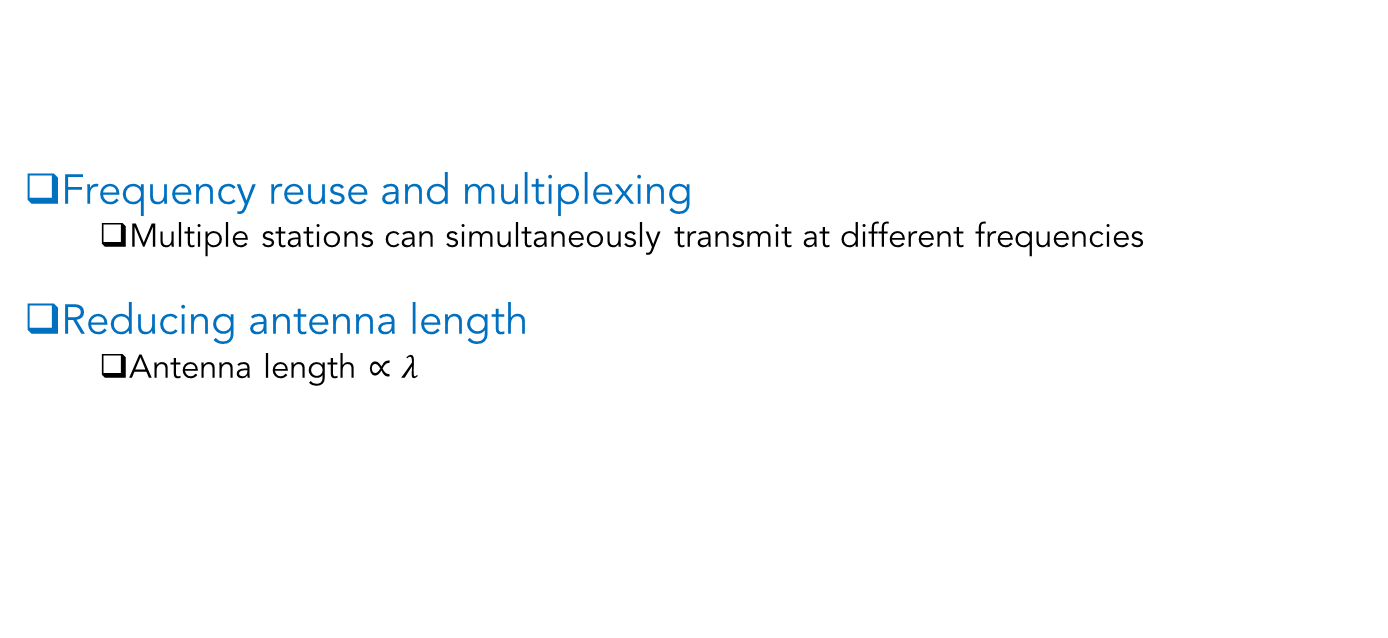 ❑Frequency reuse and multiplexing
❑Multiple stations can simultaneously transmit at different frequencies
❑Reducing antenna length
❑Antenna length ∝ 𝜆